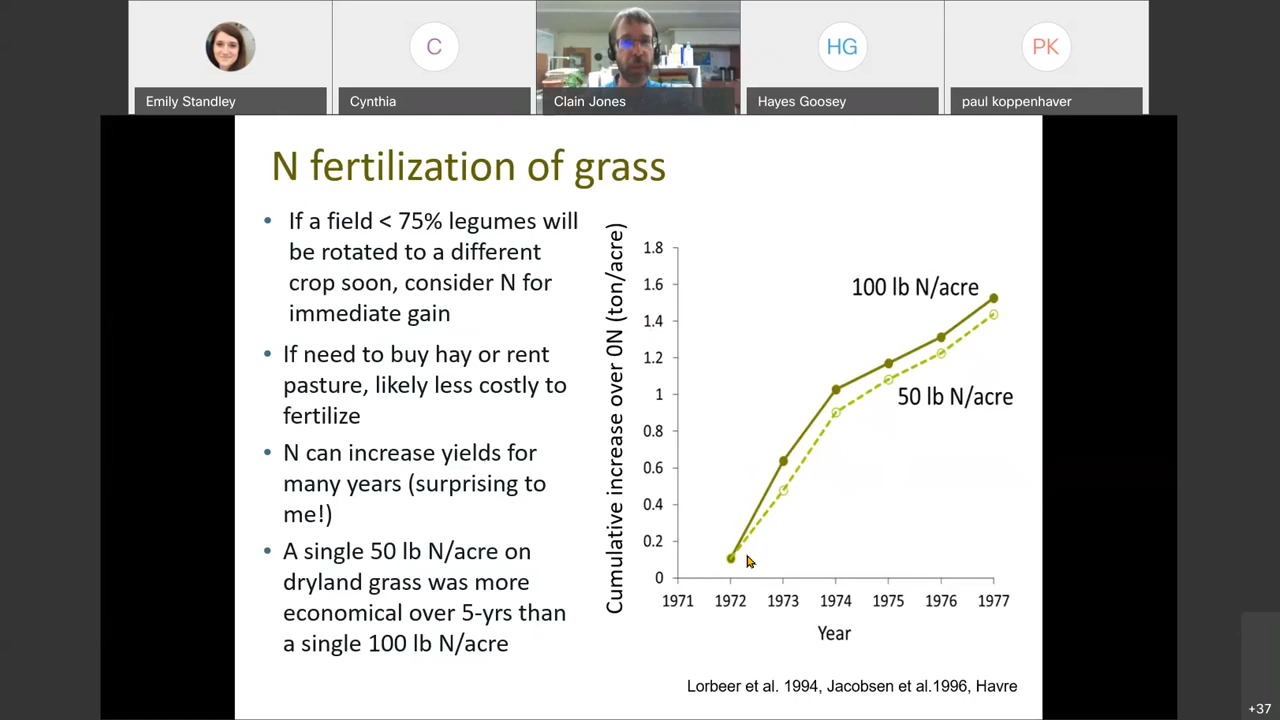 Emily Standley
C
Cynthia
Clain Jones
HG
Hayes Goosey
PK
paul koppenhaver
N fertilization of grass
• If a field < 75% legumes will
be rotated to a different
crop soon, consider N for
immediate gain
• If need to buy hay or rent
pasture, likely less costly to
fertilize
• N can increase yields for
many years (surprising to
me!)
• A single 50 lb N/acre on
dryland grass was more
economical over 5-yrs than
a single 100 lb N/acre
Cumulative increase over 0N (ton/acre)
1.8
1.6
1.4
1.2
1
0.8
0.6
0.4
0.2
0
100 lb N/acre
50 lb N/acre
1971 1972 1973 1974 1975 1976 1977
Year
Lorbeer et al. 1994, Jacobsen et al.1996, Havre
+37